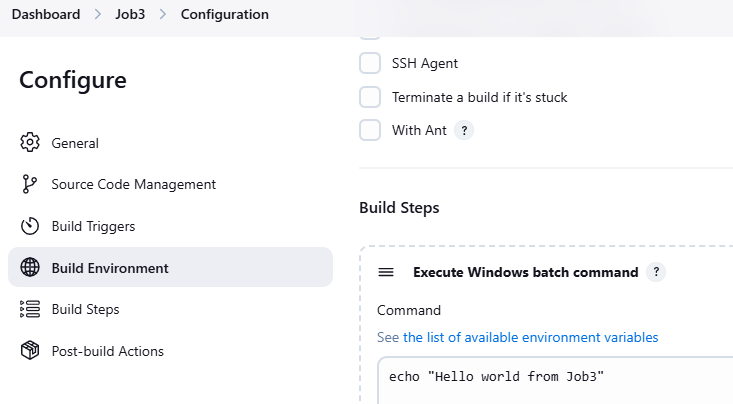 Dashboard > Job3 > Configuration
Configure
General
Source Code Management
Build Triggers
Build Environment
Build Steps
Post-build Actions
SSH Agent
Terminate a build if it's stuck
With Ant ?
Build Steps
Execute Windows batch command ?
Command
See the list of available environment variables
echo "Hello world from Job3"